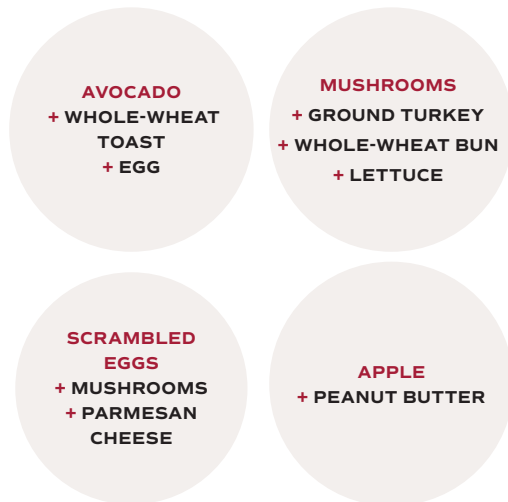 AVOCADO
+ WHOLE-WHEAT
TOAST
+ EGG
MUSHROOMS
+ GROUND TURKEY
+ WHOLE-WHEAT BUN
+ LETTUCE
SCRAMBLED
EGGS
+ MUSHROOMS
+ PARMESAN
CHEESE
APPLE
+ PEANUT BUTTER